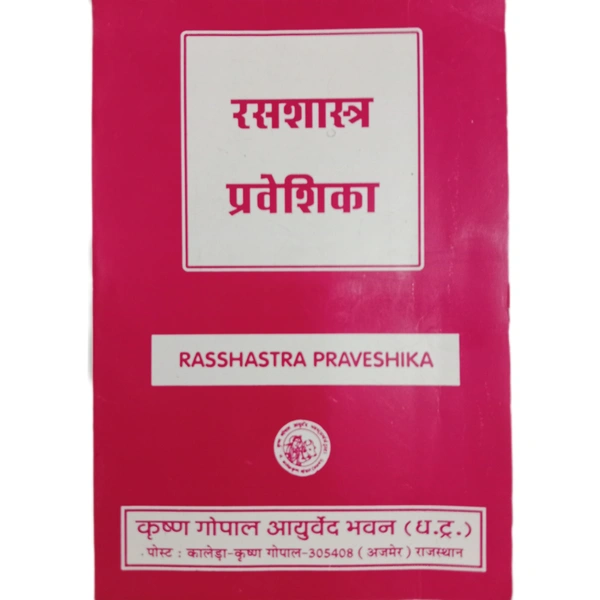 रसशास्त्र
प्रवेशिका
RASSHASTRA PRAVESHIKA
कृष्ण गोपाल आयुर्वेद भवन (ध.ट्र.)
पोस्ट : कालेड़ा-कृष्ण गोपाल-305408 (अजमेर) राजस्थान